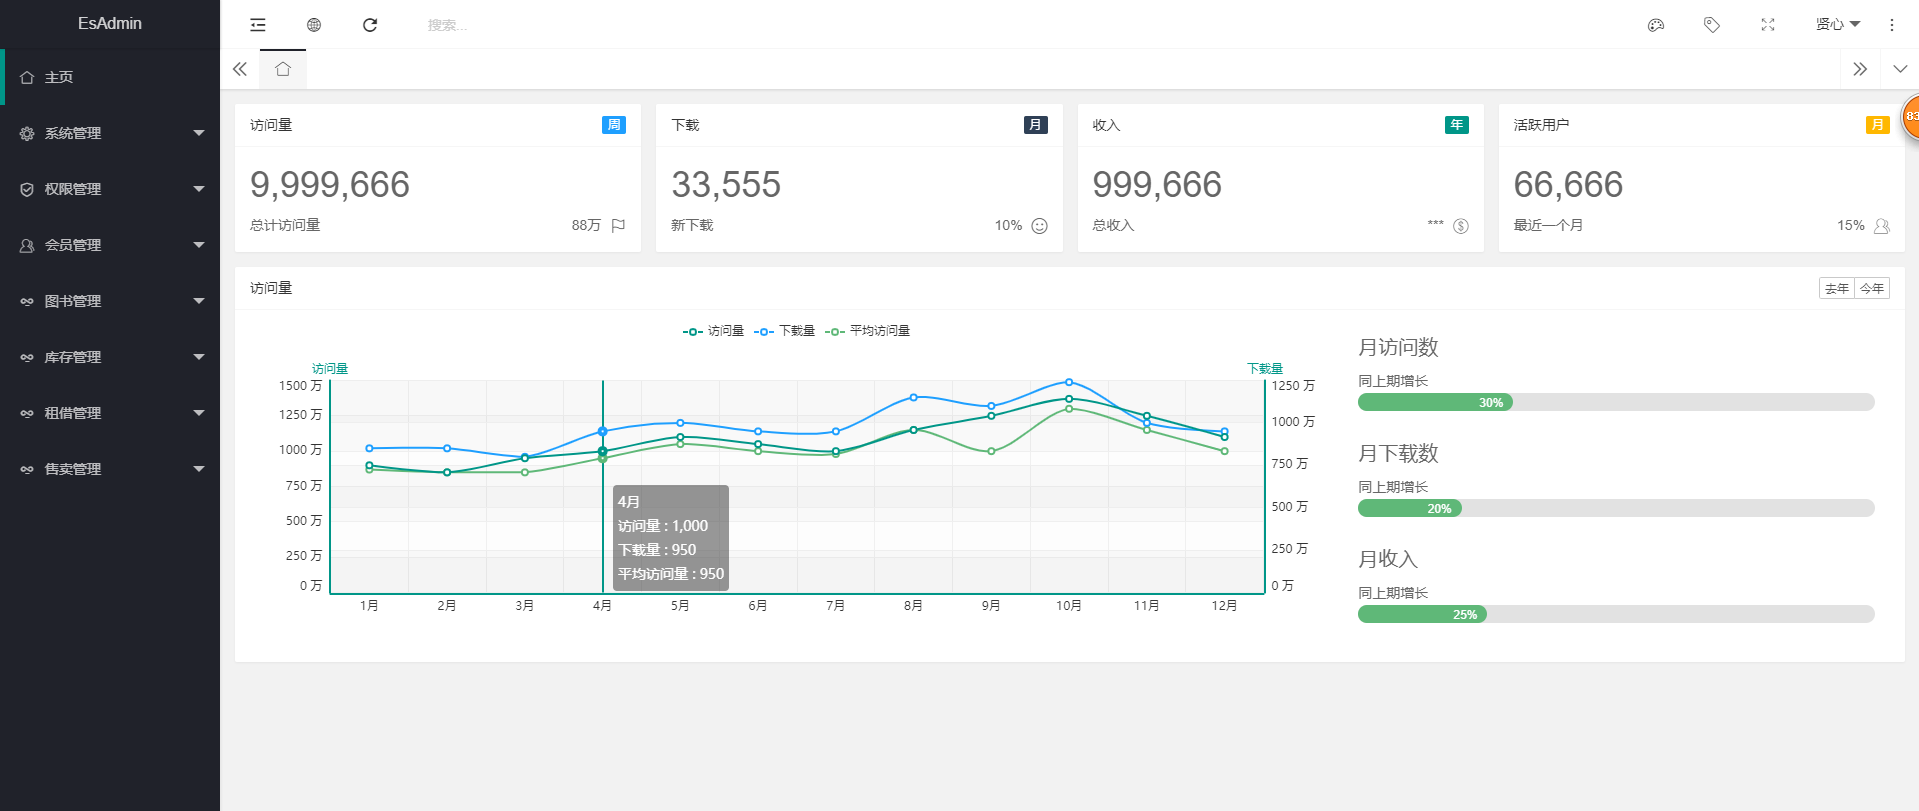 EsAdmin
搜索...
贤心
主页
系统管理
权限管理
会员管理
图书管理
库存管理
租借管理
售卖管理
访问量 周
9,999,666
总计访问量 88万
下载 月
33,555
新下载 10%
收入 年
999,666
总收入 ***
活跃用户 月
66,666
最近一个月 15%
83
访问量 去年 今年
访问量 下载量 平均访问量
访问量 下载量
1500 万
1250 万
1000 万
750 万
500 万
250 万
0 万
1250 万
1000 万
750 万
500 万
250 万
0 万
4月
访问量 : 1,000
下载量 : 950
平均访问量 : 950
1月 2月 3月 4月 5月 6月 7月 8月 9月 10月 11月 12月
月访问数
同上期增长
30%
月下载数
同上期增长
20%
月收入
同上期增长
25%